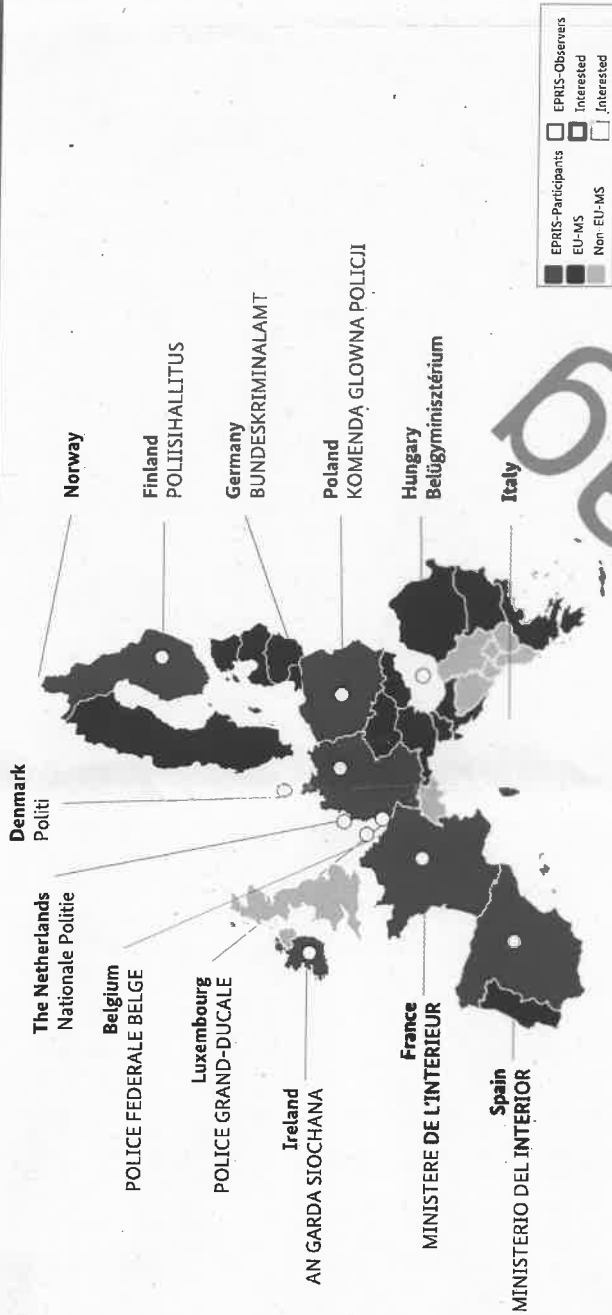 Denmark
Politi
The Netherlands
Nationale Politie
Belgium
POLICE FEDERALE BELGE
Luxembourg
POLICE GRAND-DUCALE
Ireland
AN GARDA SIOCHANA
France
MINISTERE DE L'INTERIEUR
Spain
MINISTERIO DEL INTERIOR
Norway
Finland
POLIISIHALLITUS
Germany
BUNDESKRIMINALAMT
Poland
KOMENDA GLOWNA POLICJI
Hungary
Belügyminisztérium
Italy
EPRIS-Participants
EU-MS
Non-EU-MS
EPRIS-Observers
Interested
Interested